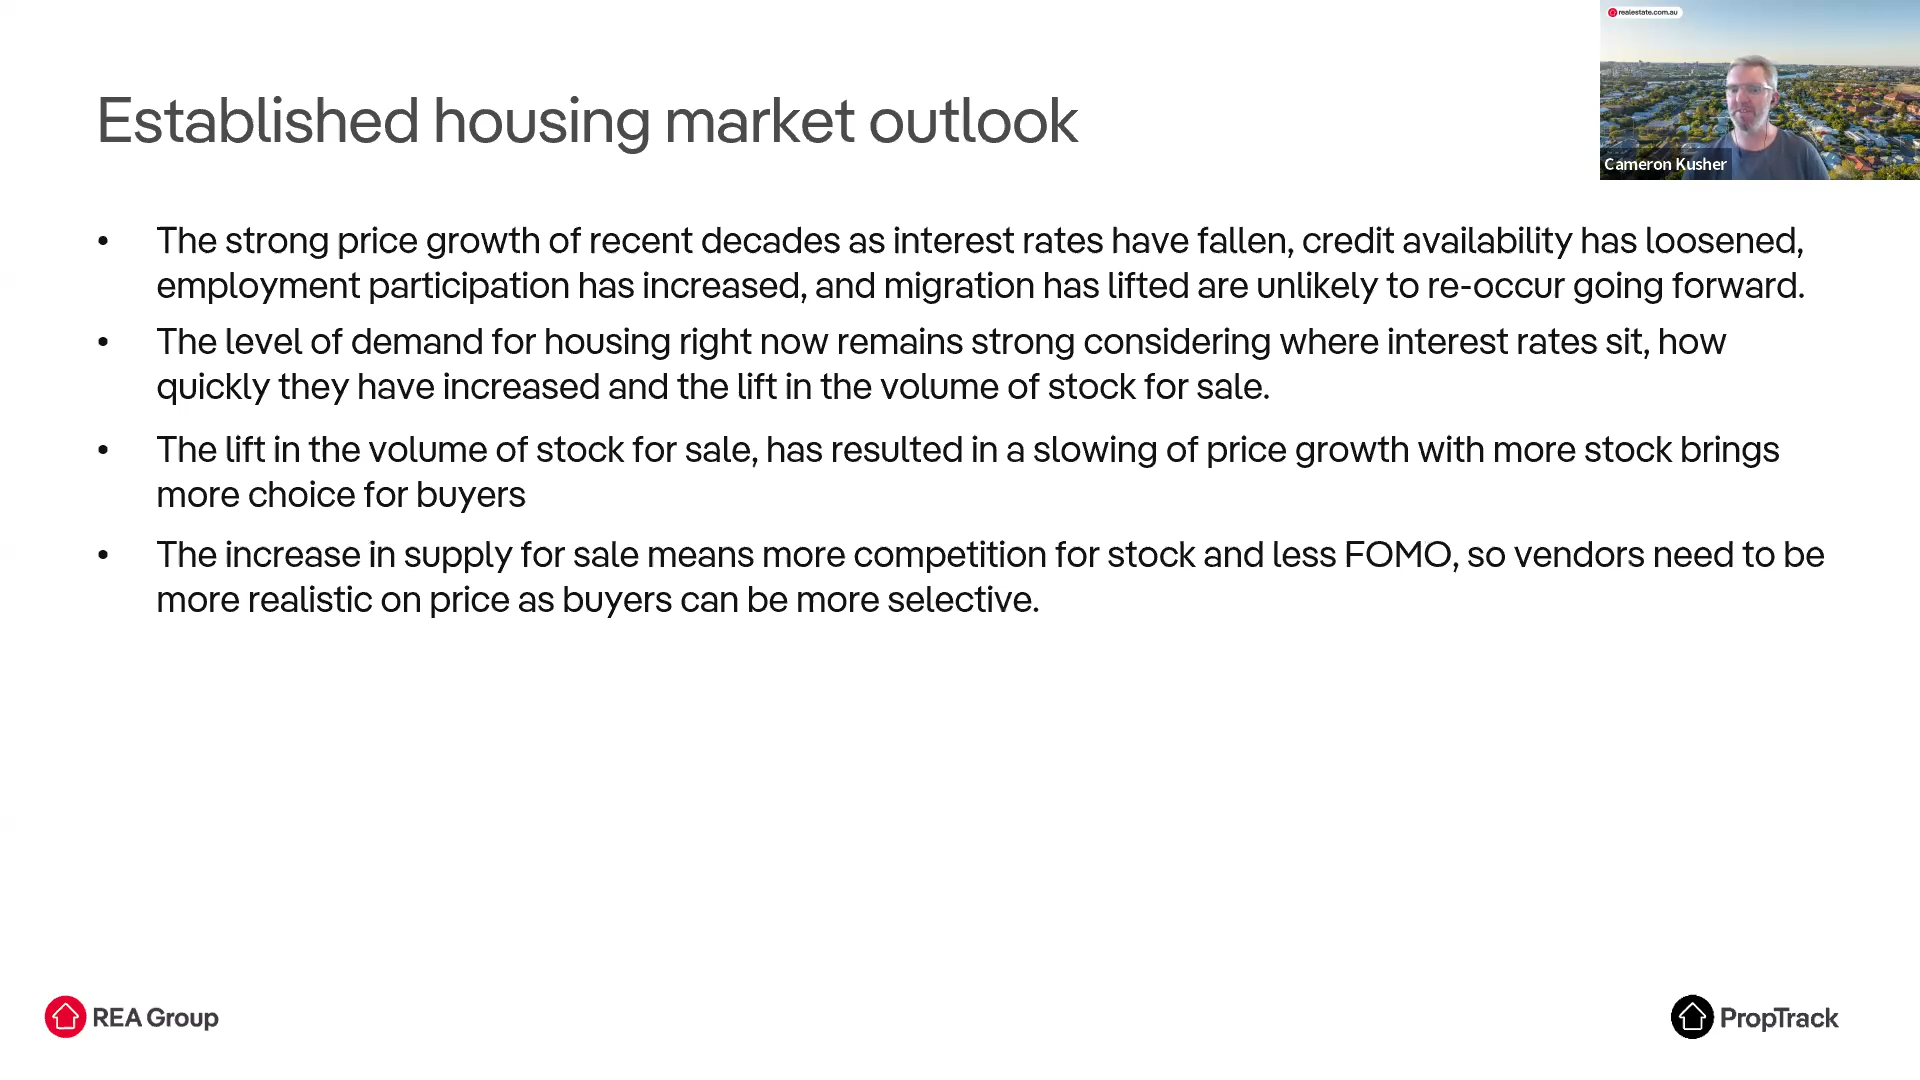 realestate.com.au
Cameron Kusher
Established housing market outlook
• The strong price growth of recent decades as interest rates have fallen, credit availability has loosened,
employment participation has increased, and migration has lifted are unlikely to re-occur going forward.
• The level of demand for housing right now remains strong considering where interest rates sit, how
quickly they have increased and the lift in the volume of stock for sale.
• The lift in the volume of stock for sale, has resulted in a slowing of price growth with more stock brings
more choice for buyers
• The increase in supply for sale means more competition for stock and less FOMO, so vendors need to be
more realistic on price as buyers can be more selective.
REA Group
PropTrack